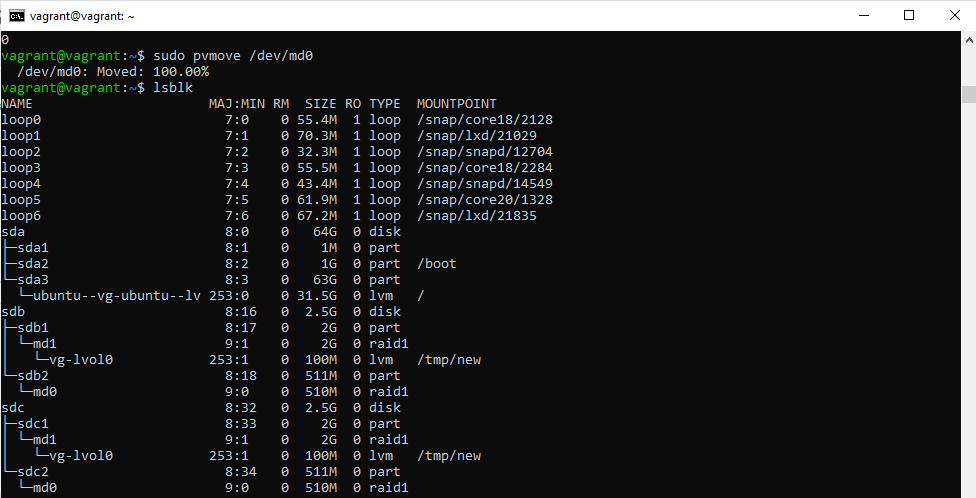 vagrant@vagrant: ~
0
vagrant@vagrant:~$ sudo pvmove /dev/md0
  /dev/md0: Moved: 100.00%
vagrant@vagrant:~$ lsblk
NAME                      MAJ:MIN RM  SIZE RO TYPE  MOUNTPOINT
loop0                       7:0    0 55.4M  1 loop  /snap/core18/2128
loop1                       7:1    0 70.3M  1 loop  /snap/lxd/21029
loop2                       7:2    0 32.3M  1 loop  /snap/snapd/12704
loop3                       7:3    0 55.5M  1 loop  /snap/core18/2284
loop4                       7:4    0 43.4M  1 loop  /snap/snapd/14549
loop5                       7:5    0 61.9M  1 loop  /snap/core20/1328
loop6                       7:6    0 67.2M  1 loop  /snap/lxd/21835
sda                         8:0    0   64G  0 disk
├─sda1                      8:1    0    1M  0 part
├─sda2                      8:2    0    1G  0 part  /boot
└─sda3                      8:3    0   63G  0 part
  └─ubuntu--vg-ubuntu--lv 253:0    0 31.5G  0 lvm   /
sdb                         8:16   0  2.5G  0 disk
├─sdb1                      8:17   0    2G  0 part
│ └─md1                     9:1    0    2G  0 raid1
│   └─vg-lvol0            253:1    0  100M  0 lvm   /tmp/new
└─sdb2                      8:18   0  511M  0 part
  └─md0                     9:0    0  510M  0 raid1
sdc                         8:32   0  2.5G  0 disk
├─sdc1                      8:33   0    2G  0 part
│ └─md1                     9:1    0    2G  0 raid1
│   └─vg-lvol0            253:1    0  100M  0 lvm   /tmp/new
└─sdc2                      8:34   0  511M  0 part
  └─md0                     9:0    0  510M  0 raid1